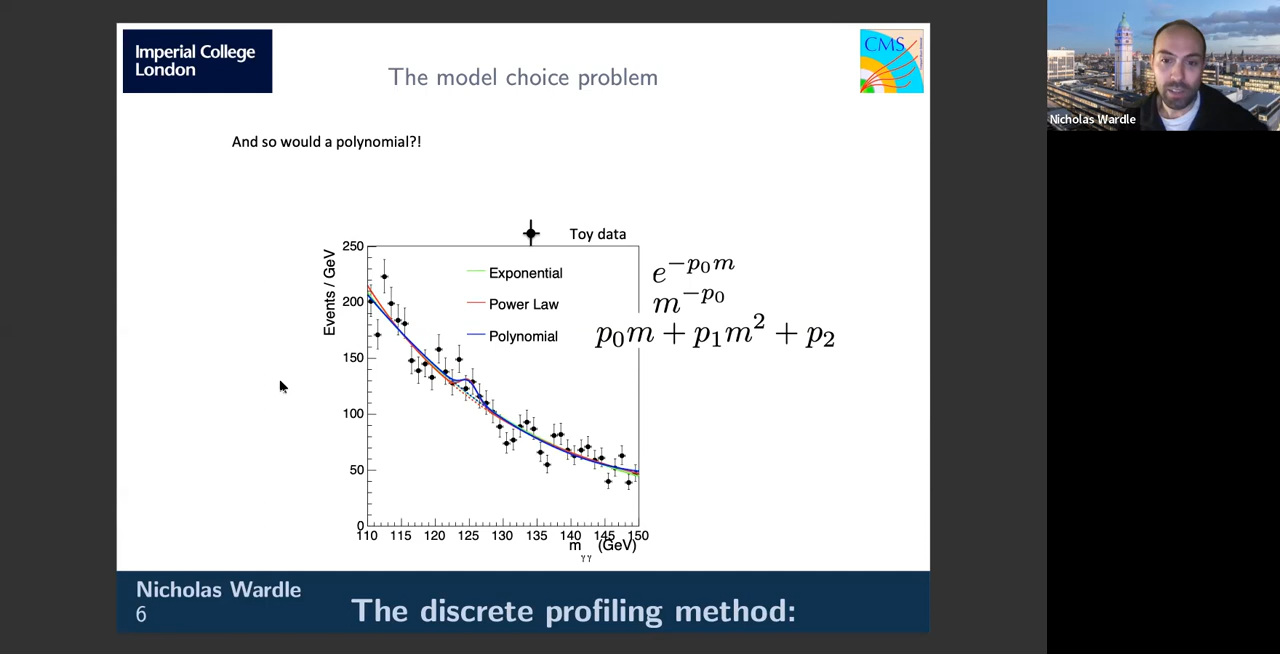 Imperial College
London
The model choice problem
CMS
And so would a polynomial?!
Toy data
Events / GeV
250
200
150
100
50
0
Exponential
Power Law
Polynomial
e^{-p_0 m}
m^{-p_0}
p_0 m + p_1 m^2 + p_2
110 115 120 125 130 135 140 145 150
m_{γγ} (GeV)
Nicholas Wardle
6
The discrete profiling method:
Nicholas Wardle